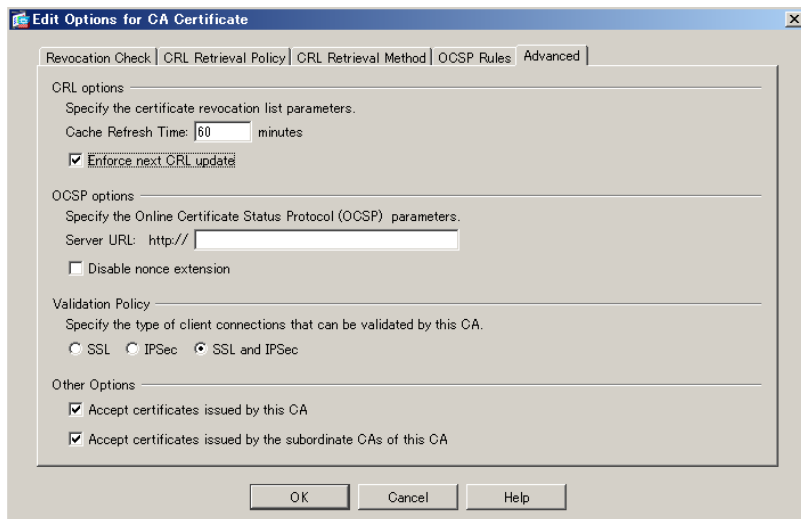 Edit Options for CA Certificate
Revocation Check CRL Retrieval Policy CRL Retrieval Method OCSP Rules Advanced
CRL options
Specify the certificate revocation list parameters.
Cache Refresh Time: 60 minutes
Enforce next CRL update
OCSP options
Specify the Online Certificate Status Protocol (OCSP) parameters.
Server URL: http://
Disable nonce extension
Validation Policy
Specify the type of client connections that can be validated by this CA.
SSL IPSec SSL and IPSec
Other Options
Accept certificates issued by this CA
Accept certificates issued by the subordinate CAs of this CA
OK Cancel Help